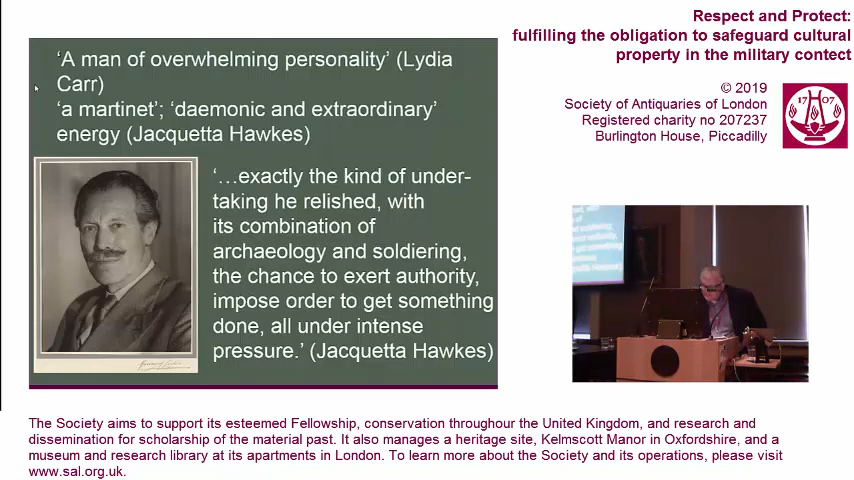 Respect and Protect:
fulfilling the obligation to safeguard cultural
property in the military contect
© 2019
Society of Antiquaries of London
Registered charity no 207237
Burlington House, Piccadilly
17 07
‘A man of overwhelming personality’ (Lydia
Carr)
‘a martinet’; ‘daemonic and extraordinary’
energy (Jacquetta Hawkes)
‘…exactly the kind of under-
taking he relished, with
its combination of
archaeology and soldiering,
the chance to exert authority,
impose order to get something
done, all under intense
pressure.’ (Jacquetta Hawkes)
The Society aims to support its esteemed Fellowship, conservation throughour the United Kingdom, and research and
dissemination for scholarship of the material past. It also manages a heritage site, Kelmscott Manor in Oxfordshire, and a
museum and research library at its apartments in London. To learn more about the Society and its operations, please visit
www.sal.org.uk.